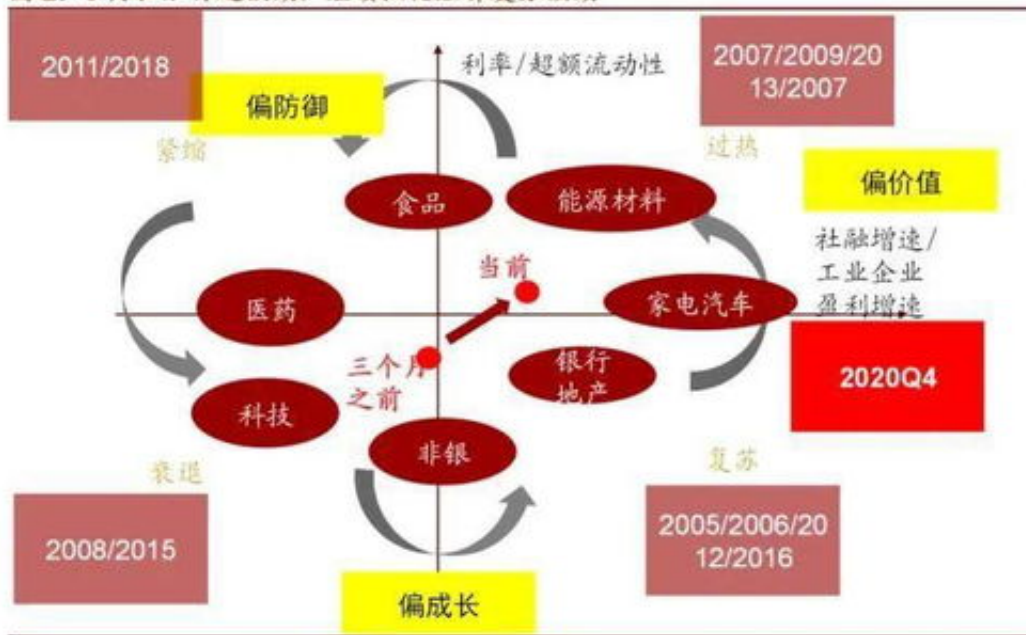 2011/2018
偏防御
紧缩
利率/超额流动性
2007/2009/20
13/2007
过热
偏价值
食品
能源材料
社融增速/
工业企业
盈利增速
当前
医药
家电汽车
三个月
之前
银行
地产
2020Q4
科技
非银
衰退
复苏
2008/2015
2005/2006/20
12/2016
偏成长